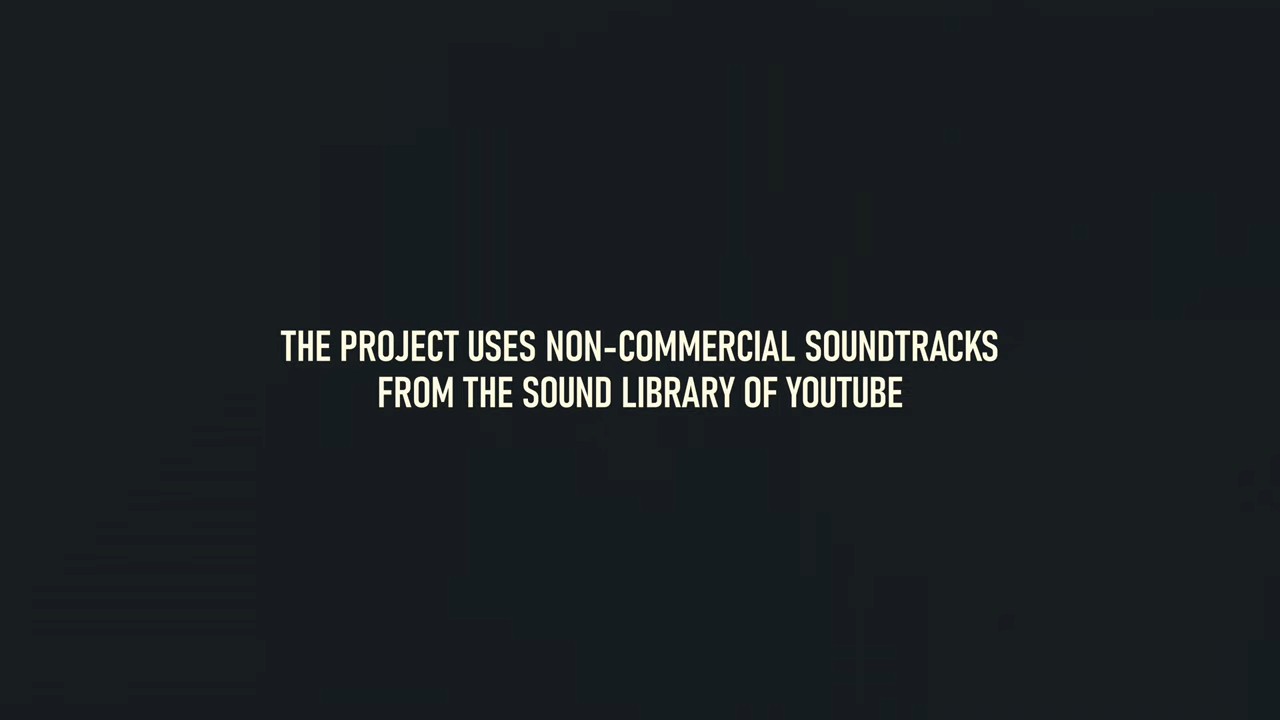 THE PROJECT USES NON-COMMERCIAL SOUNDTRACKS
FROM THE SOUND LIBRARY OF YOUTUBE